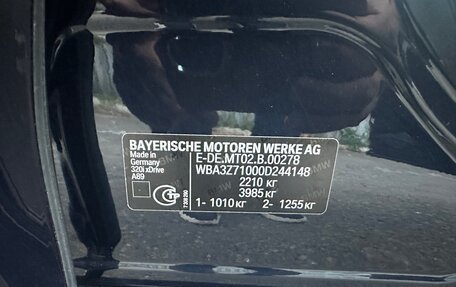 BAYERISCHE MOTOREN WERKE AG
Made in
Germany
320i xDrive
A89
E-DE.MT02.B.00278
WBA3Z71000D244148
2210 кг
3985 кг
1- 1010 кг 2- 1255 кг